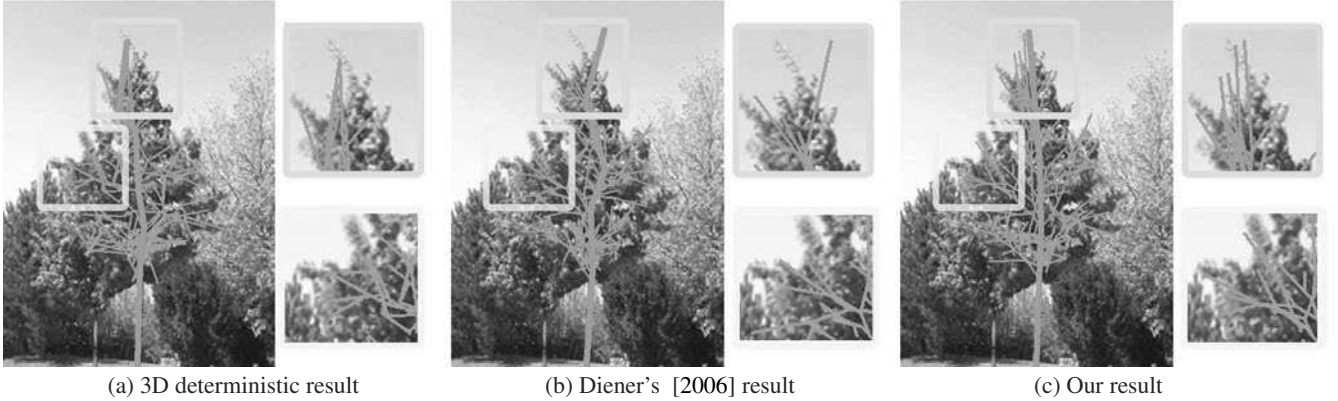 (a) 3D deterministic result
(b) Diener's [2006] result
(c) Our result